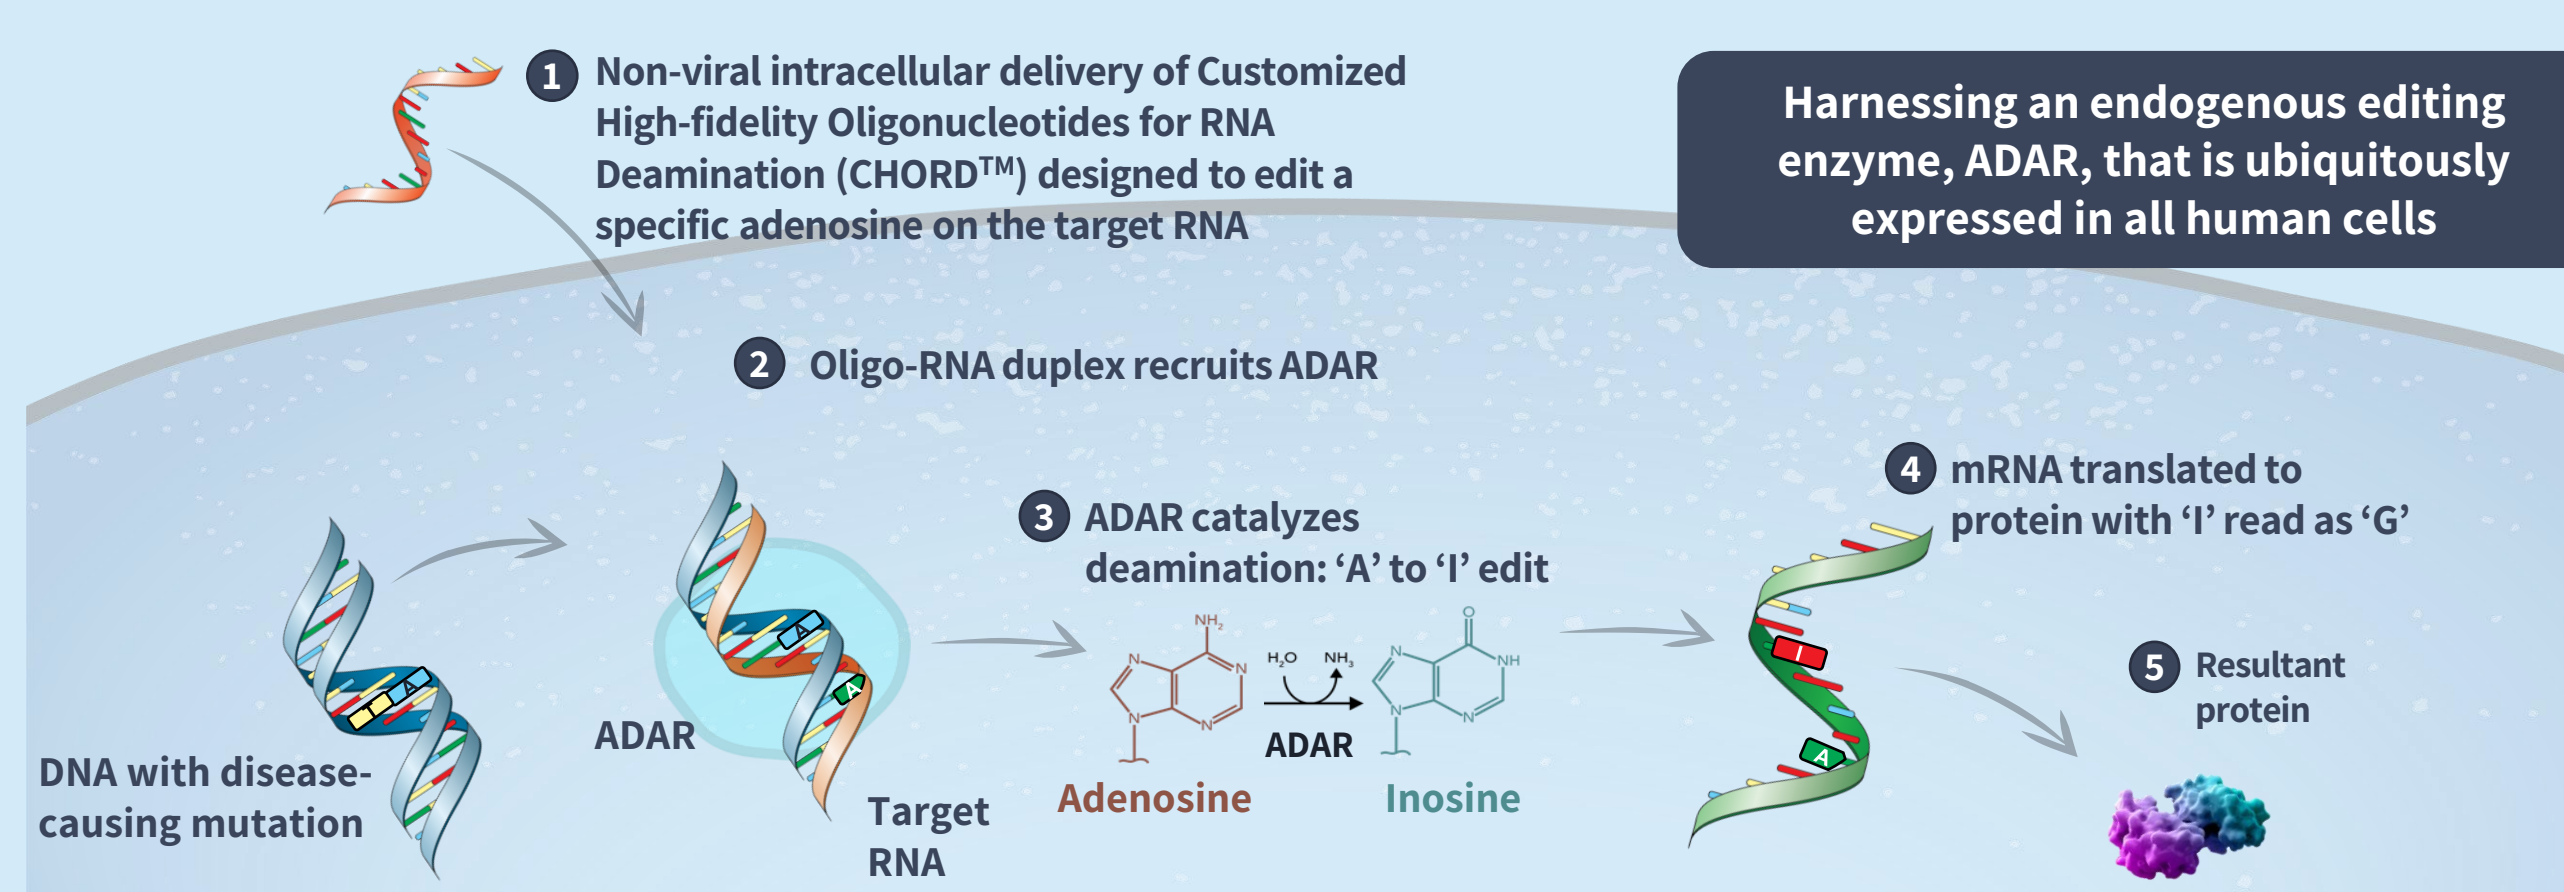 1
Non-viral intracellular delivery of Customized
High-fidelity Oligonucleotides for RNA
Deamination (CHORD™) designed to edit a
specific adenosine on the target RNA
Harnessing an endogenous editing
enzyme, ADAR, that is ubiquitously
expressed in all human cells
2
Oligo-RNA duplex recruits ADAR
3
ADAR catalyzes
deamination: ‘A’ to ‘I’ edit
4
mRNA translated to
protein with ‘I’ read as ‘G’
5
Resultant
protein
DNA with disease-
causing mutation
A
ADAR
A
A
Target
RNA
NH₂
N
N
N
N
Adenosine
H₂O
NH₃
ADAR
O
N
NH
N
N
Inosine
I
A